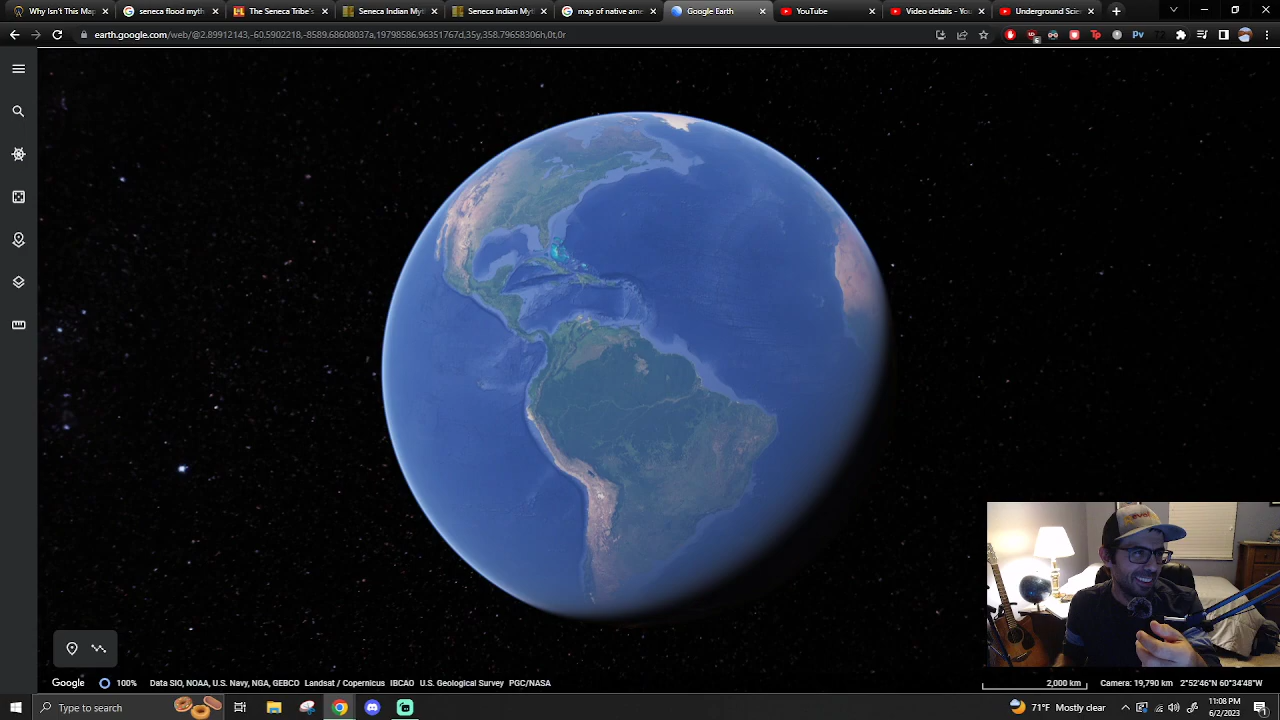 Why Isn't This Map
seneca flood myth
The Seneca Tribe's
Seneca Indian Myt
Seneca Indian Myt
map of native ame
Google Earth
YouTube
Video details - You
Underground Scie
earth.google.com/web/@2.89912143,-60.5902218,-3829.68608037a,19798586.96351767d,35y,358.79658306h,0t,0r
Google
100%
Data SIO, NOAA, U.S. Navy, NGA, GEBCO Landsat / Copernicus IBCAO U.S. Geological Survey PGC/NASA
2,000 km
Camera: 19,790 km
2°52'46"N 60°34'48"W
Type to search
71°F Mostly clear
11:08 PM
6/2/2023